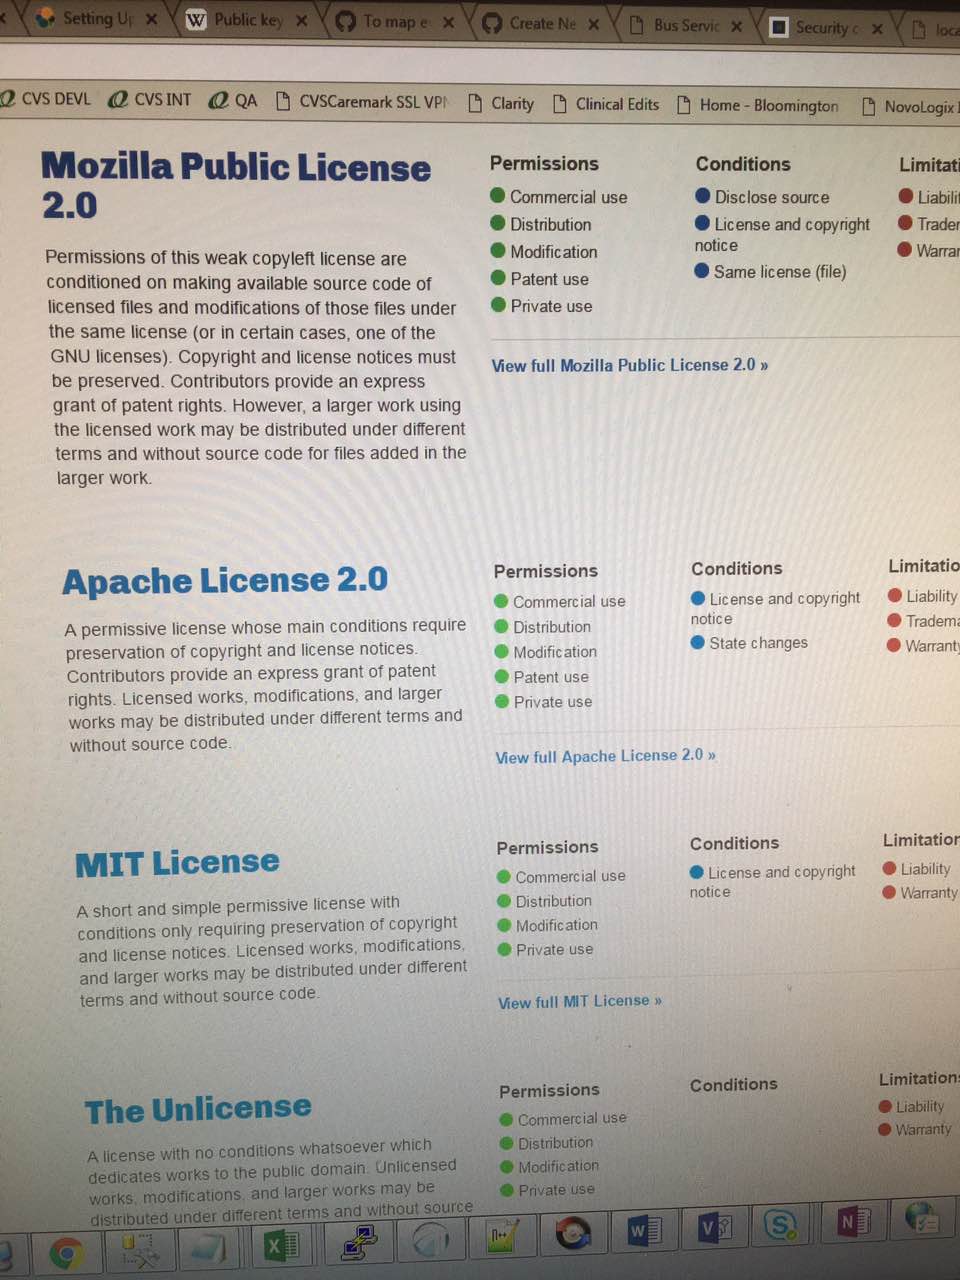 Setting Up
Public key
To map e
Create Ne
Bus Servic
Security c
loca
CVS DEVL
CVS INT
QA
CVSCaremark SSL VPN
Clarity
Clinical Edits
Home - Bloomington
NovoLogix
Mozilla Public License
2.0
Permissions of this weak copyleft license are
conditioned on making available source code of
licensed files and modifications of those files under
the same license (or in certain cases, one of the
GNU licenses). Copyright and license notices must
be preserved. Contributors provide an express
grant of patent rights. However, a larger work using
the licensed work may be distributed under different
terms and without source code for files added in the
larger work.
Permissions
Commercial use
Distribution
Modification
Patent use
Private use
Conditions
Disclose source
License and copyright
notice
Same license (file)
Limitati
Liabilit
Trader
Warrar
View full Mozilla Public License 2.0 »
Apache License 2.0
A permissive license whose main conditions require
preservation of copyright and license notices.
Contributors provide an express grant of patent
rights. Licensed works, modifications, and larger
works may be distributed under different terms and
without source code.
Permissions
Commercial use
Distribution
Modification
Patent use
Private use
Conditions
License and copyright
notice
State changes
Limitatio
Liability
Tradema
Warranty
View full Apache License 2.0 »
MIT License
A short and simple permissive license with
conditions only requiring preservation of copyright
and license notices. Licensed works, modifications,
and larger works may be distributed under different
terms and without source code.
Permissions
Commercial use
Distribution
Modification
Private use
Conditions
License and copyright
notice
Limitation
Liability
Warranty
View full MIT License »
The Unlicense
A license with no conditions whatsoever which
dedicates works to the public domain. Unlicensed
works, modifications, and larger works may be
distributed under different terms and without source
Permissions
Commercial use
Distribution
Modification
Private use
Conditions
Limitations
Liability
Warranty